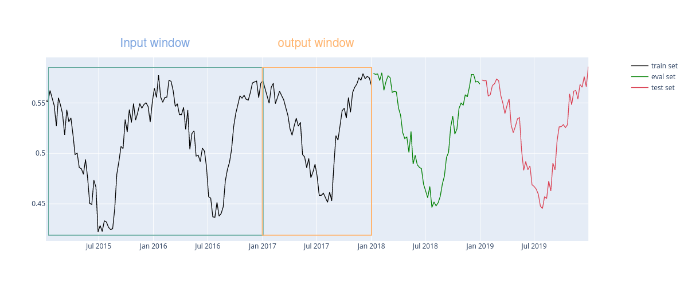 Input window
output window
train set
eval set
test set
0.55
0.5
0.45
Jul 2015
Jan 2016
Jul 2016
Jan 2017
Jul 2017
Jan 2018
Jul 2018
Jan 2019
Jul 2019